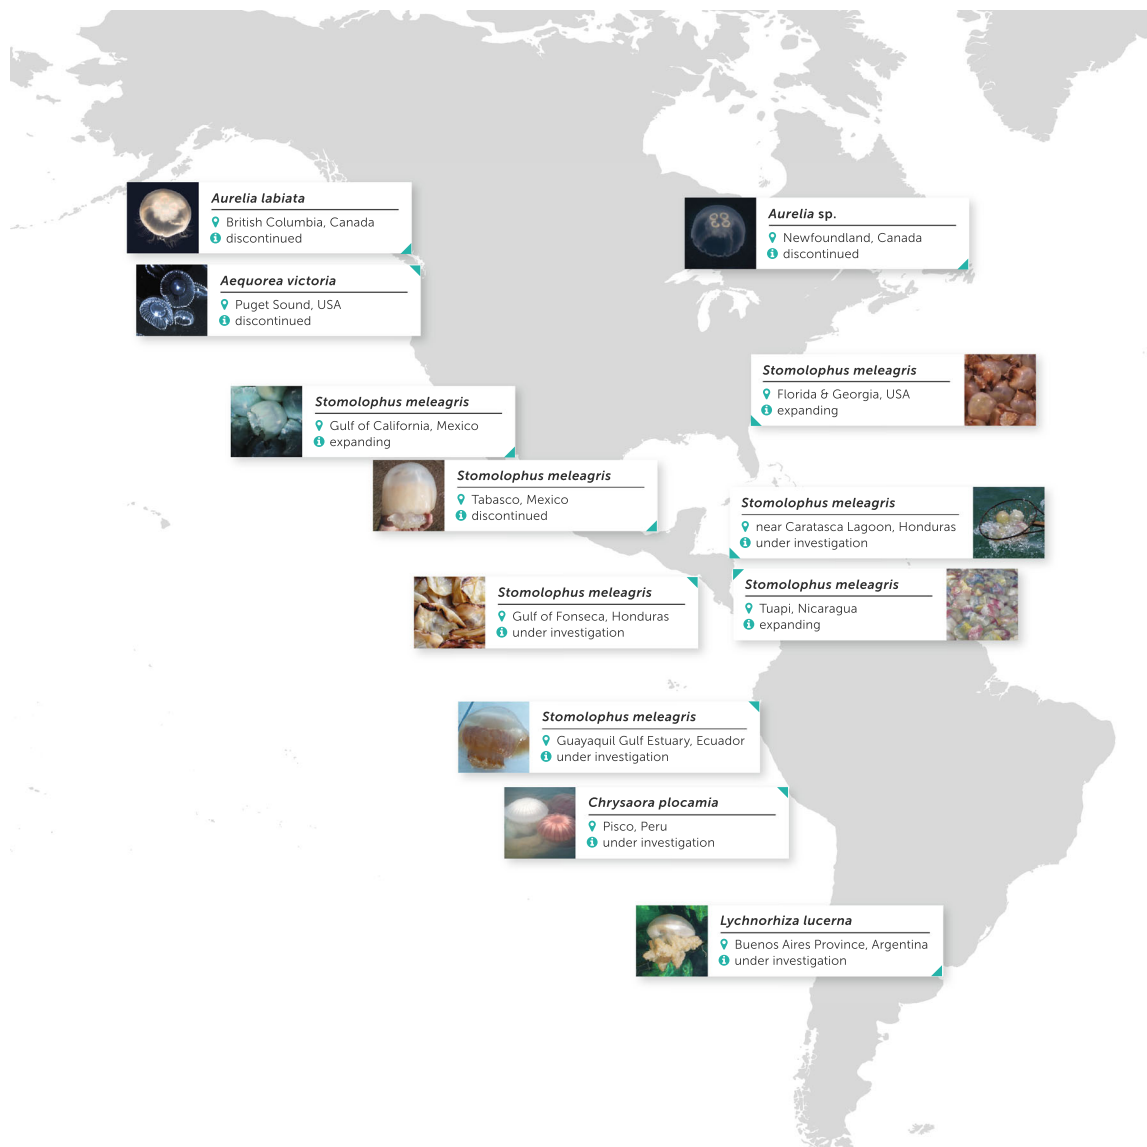 Aurelia labiata
British Columbia, Canada
discontinued
Aurelia sp.
Newfoundland, Canada
discontinued
Aequorea victoria
Puget Sound, USA
discontinued
Stomolophus meleagris
Florida & Georgia, USA
expanding
Stomolophus meleagris
Gulf of California, Mexico
expanding
Stomolophus meleagris
Tabasco, Mexico
discontinued
Stomolophus meleagris
near Caratasca Lagoon, Honduras
under investigation
Stomolophus meleagris
Gulf of Fonseca, Honduras
under investigation
Stomolophus meleagris
Tuapi, Nicaragua
expanding
Stomolophus meleagris
Guayaquil Gulf Estuary, Ecuador
under investigation
Chrysaora plocamia
Pisco, Peru
under investigation
Lychnorhiza lucerna
Buenos Aires Province, Argentina
under investigation